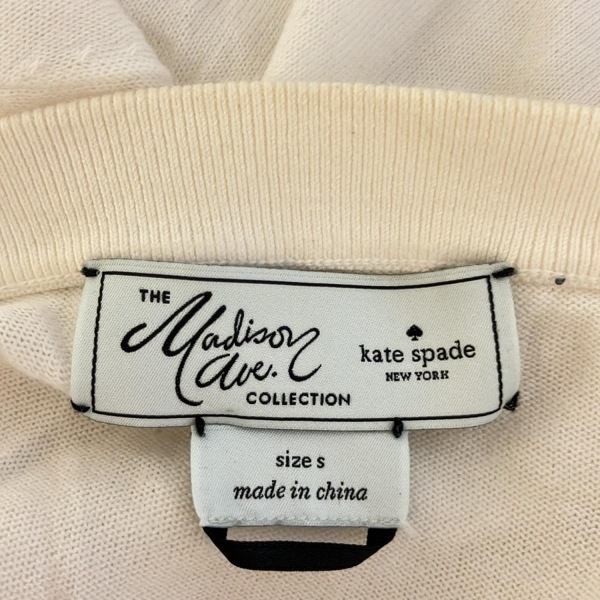 THE
Madison
Ave.
COLLECTION
kate spade
NEW YORK
size s
made in china